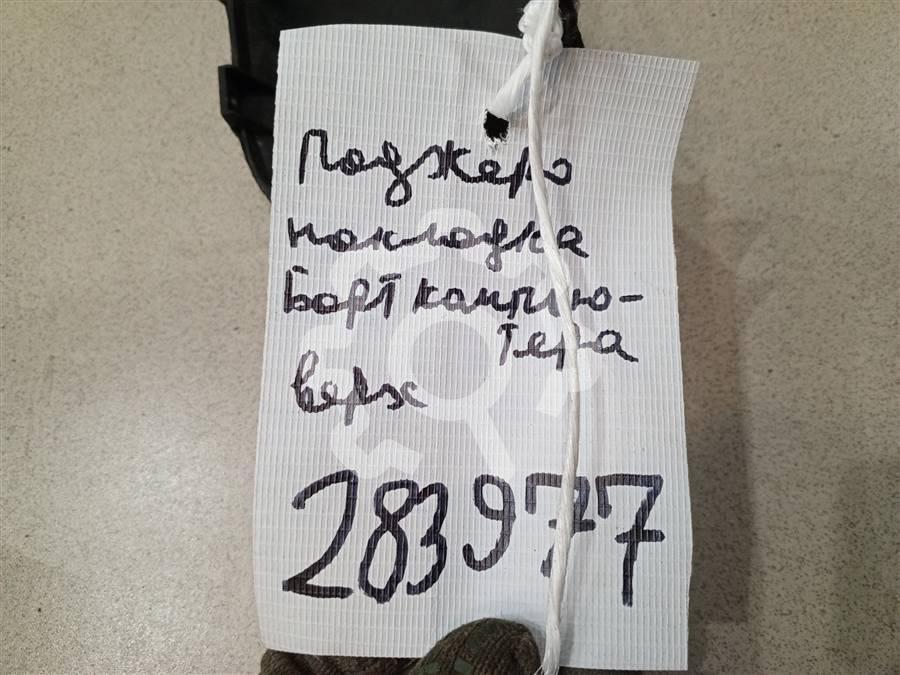 Паджеро
накладка
Борт компью-
тера
верх
283977